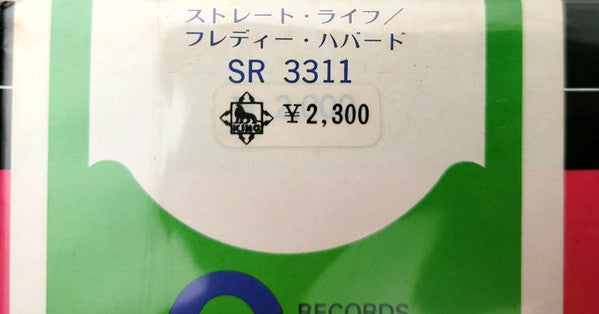 ストレート・ライフ/
フレディー・ハバード
SR 3311
KING
¥2,300
RECORDS